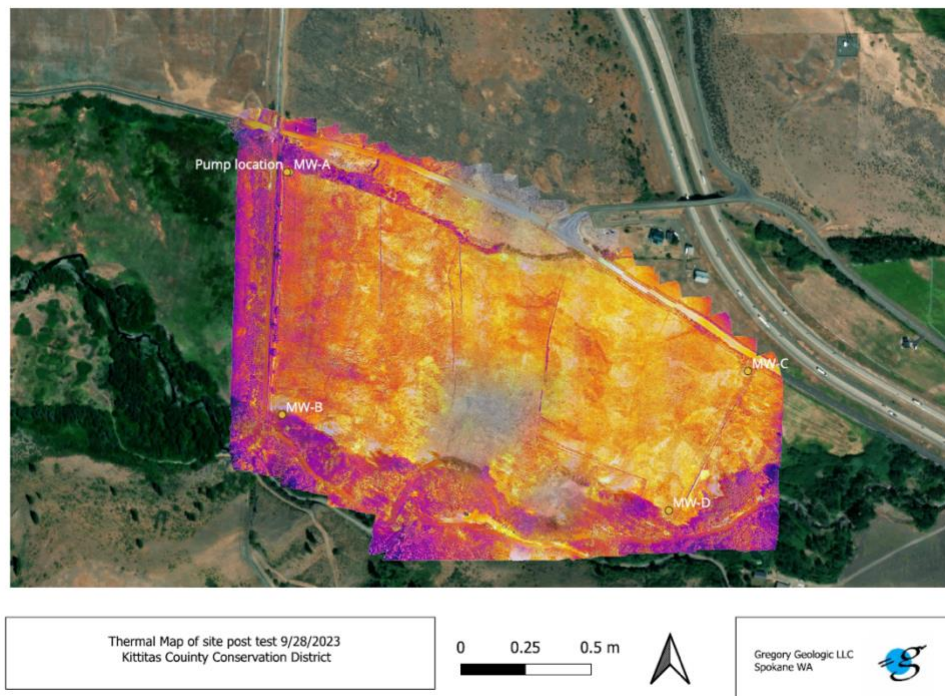 Pump location MW-A
MW-C
MW-B
MW-D
Thermal Map of site post test 9/28/2023
Kittitas Couinty Conservation District
0 0.25 0.5 m
Gregory Geologic LLC
Spokane WA
g